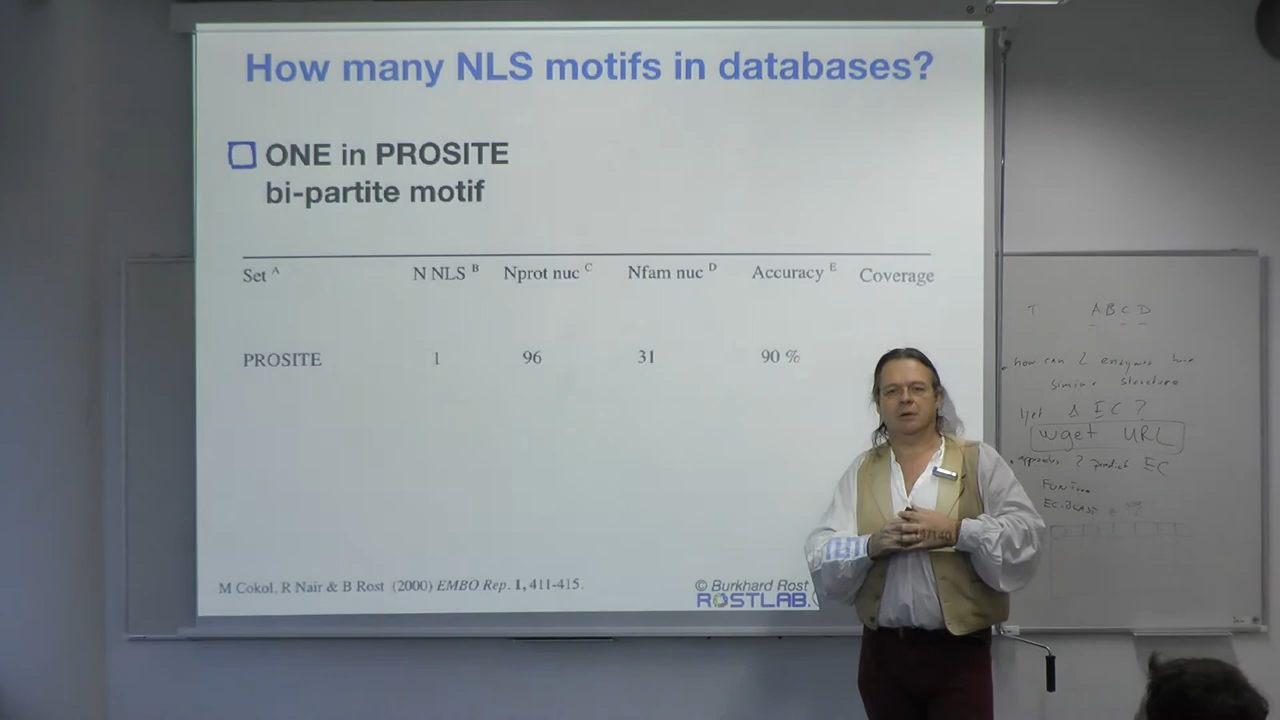 How many NLS motifs in databases?
ONE in PROSITE
bi-partite motif
Set A N NLS B Nprot nuc C Nfam nuc D Accuracy E Coverage
PROSITE 1 96 31 90 %
M Cokol, R Nair & B Rost (2000) EMBO Rep. 1, 411-415.
© Burkhard Rost
ROSTLAB.
T A B C D
how can 2 enzymes have
similar structure
yet Δ EC ?
wget URL
? predict EC